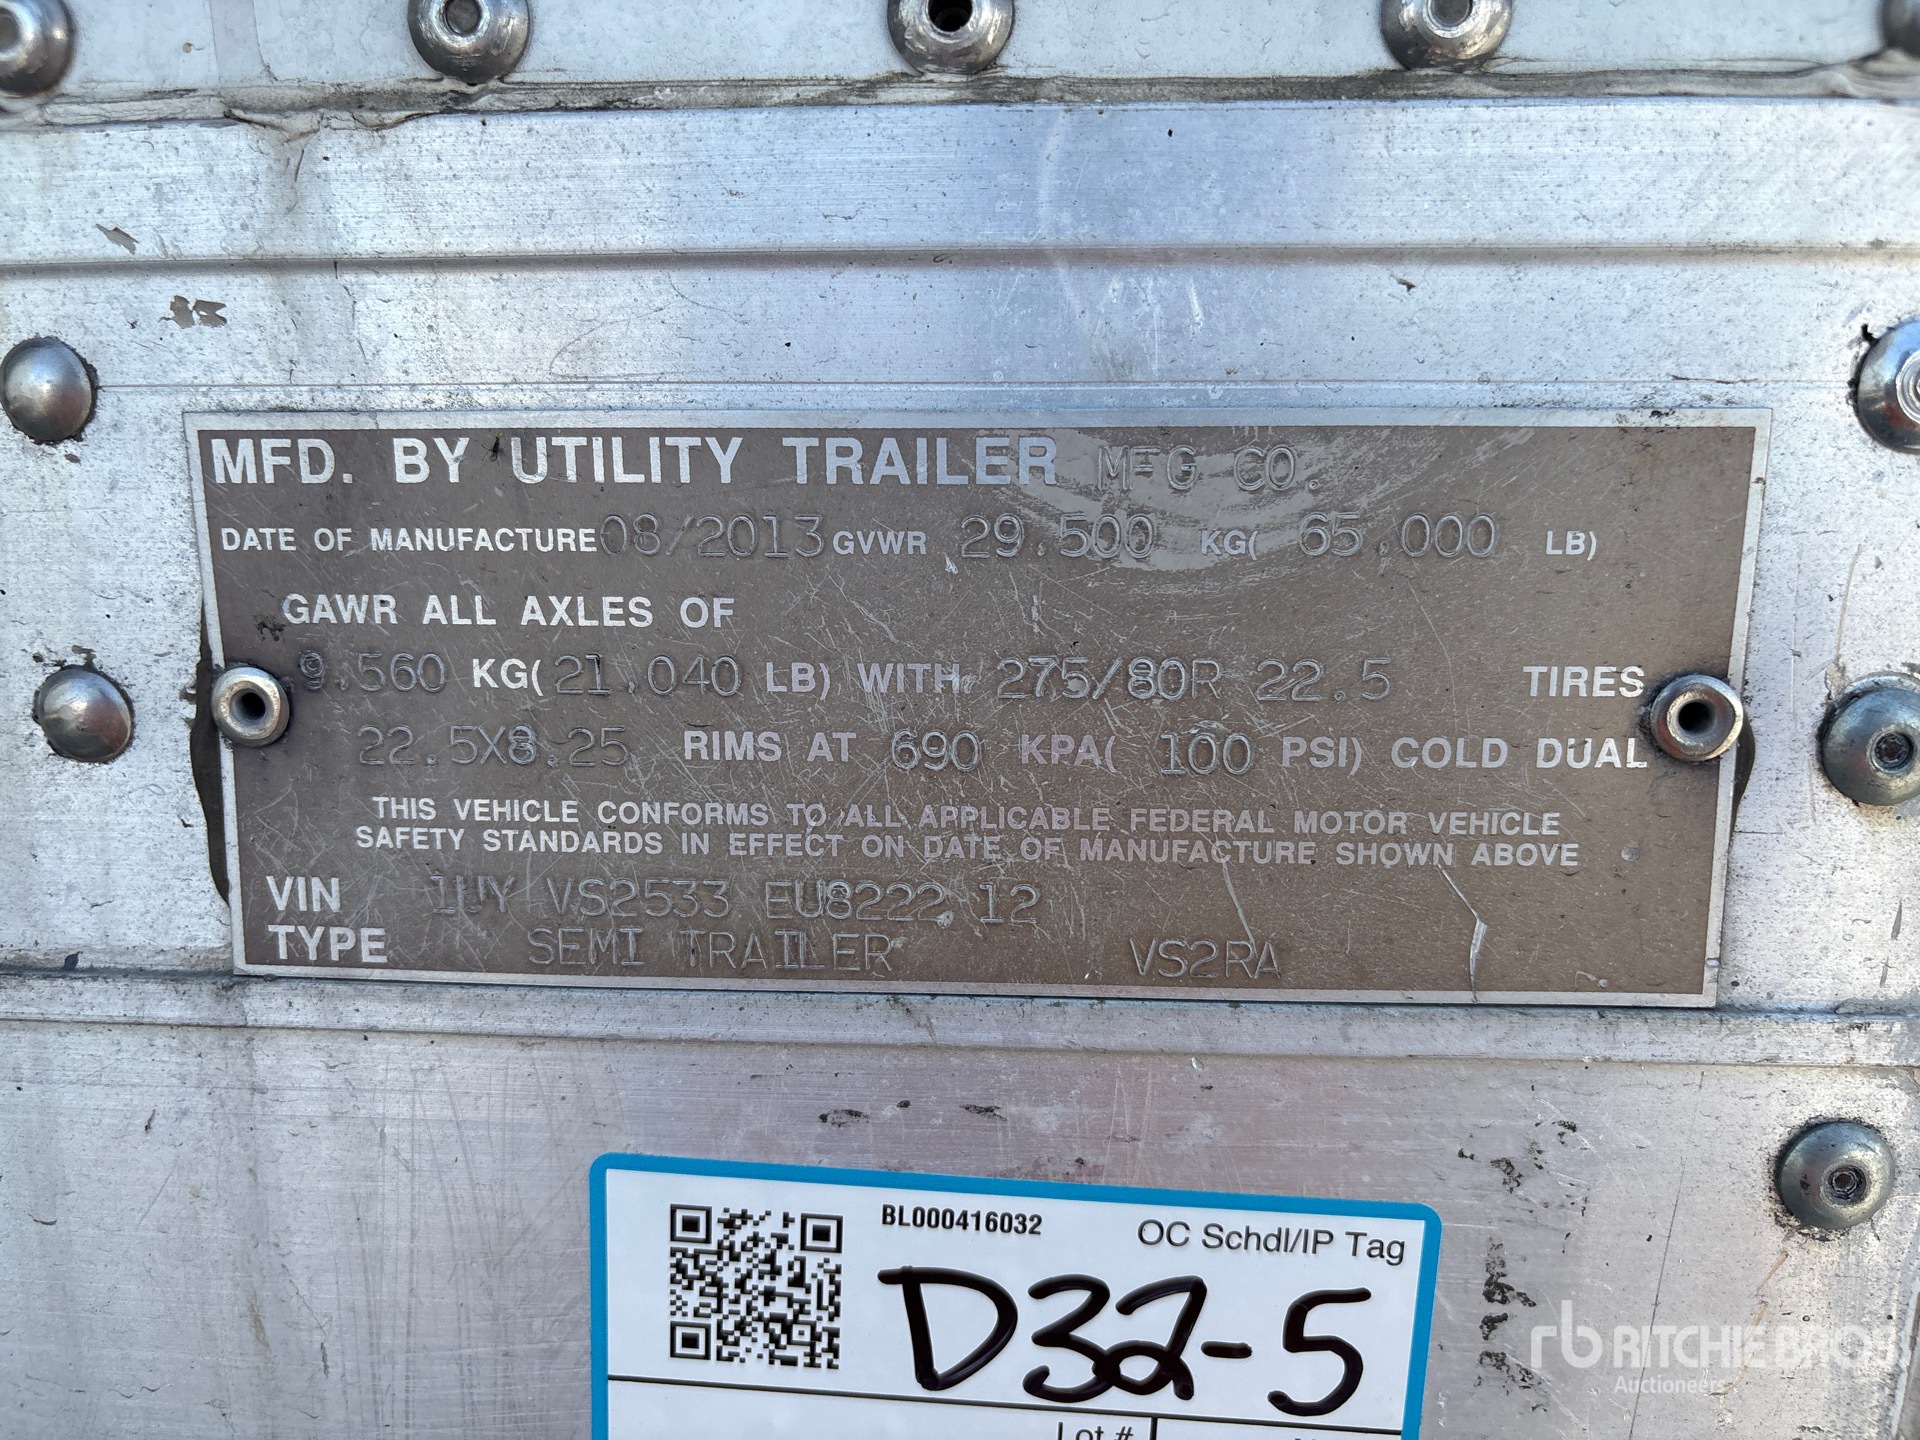 MFD. BY UTILITY TRAILER MFG CO.
DATE OF MANUFACTURE 08/2013 GVWR 29,500 KG( 65,000 LB)
GAWR ALL AXLES OF
9,560 KG( 21,040 LB) WITH 275/80R 22.5 TIRES
22.5X8.25 RIMS AT 690 KPA( 100 PSI) COLD DUAL
THIS VEHICLE CONFORMS TO ALL APPLICABLE FEDERAL MOTOR VEHICLE
SAFETY STANDARDS IN EFFECT ON DATE OF MANUFACTURE SHOWN ABOVE
VIN 1UY VS2533 EU8222 12
TYPE SEMI TRAILER VS2RA
BL000416032 OC Schdl/IP Tag
D32-5
Lot #
rb RITCHIE BROS
Auctioneers